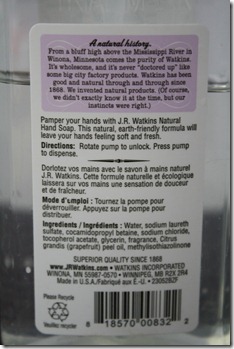 A natural history.
From a bluff high above the Mississippi River in
Winona, Minnesota comes the purity of Watkins.
It's wholesome, and it's never "doctored up" like
some big city factory products. Watkins has been
good and natural through and through
since 1868. We invented natural products. (Of course,
we didn't exactly know it at the time, but our
instincts were right.)
Pamper your hands with J.R. Watkins Natural
Hand Soap. This natural, earth-friendly formula will
leave your hands feeling soft and fresh.
Directions: Rotate pump to unlock. Press pump
to dispense.
Dorlotez vos mains avec le savon à mains naturel
J.R. Watkins. Cette formule naturelle et écologique
laissera sur vos mains une sensation de douceur
et de fraîcheur.
Mode d'emploi : Tournez la pompe pour
déverrouiller. Appuyez sur la pompe pour
distribuer.
Ingredients / Ingrédients : Water, sodium laureth
sulfate, cocamidopropyl betaine, sodium chloride,
tocopherol acetate, glycerin, fragrance, Citrus
grandis (grapefruit) peel oil, methylisothiazolinone
SUPERIOR QUALITY SINCE 1868
www.JRWatkins.com • WATKINS INCORPORATED
WINONA, MN 55987-0570 • WINNIPEG, MB R2X 2R4
Made in U.S.A./Fabriqué aux É.-U. •
Please Recycle
Veuillez recycler
8 18570 00832 2